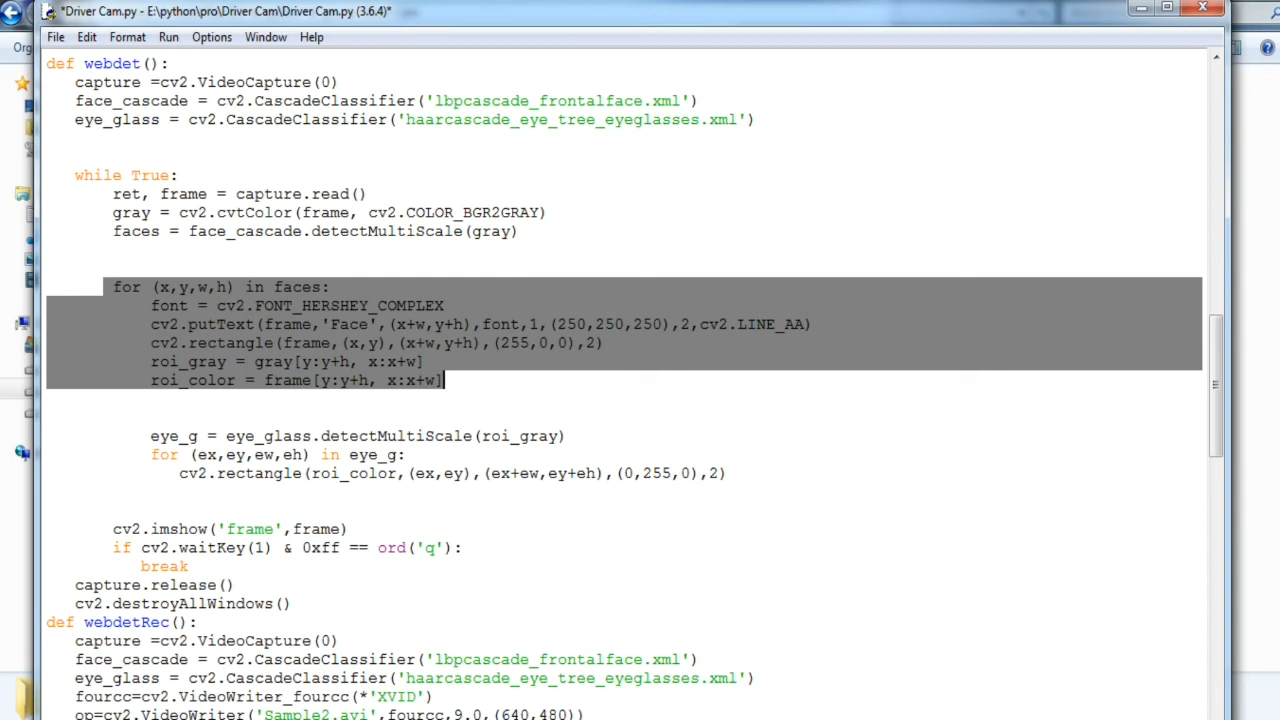 *Driver Cam.py - E:\python\pro\Driver Cam\Driver Cam.py (3.6.4)*
File Edit Format Run Options Window Help
Org
def webdet():
capture =cv2.VideoCapture(0)
face_cascade = cv2.CascadeClassifier('lbpcascade_frontalface.xml')
eye_glass = cv2.CascadeClassifier('haarcascade_eye_tree_eyeglasses.xml')
while True:
ret, frame = capture.read()
gray = cv2.cvtColor(frame, cv2.COLOR_BGR2GRAY)
faces = face_cascade.detectMultiScale(gray)
for (x,y,w,h) in faces:
font = cv2.FONT_HERSHEY_COMPLEX
cv2.putText(frame,'Face',(x+w,y+h),font,1,(250,250,250),2,cv2.LINE_AA)
cv2.rectangle(frame,(x,y),(x+w,y+h),(255,0,0),2)
roi_gray = gray[y:y+h, x:x+w]
roi_color = frame[y:y+h, x:x+w]
eye_g = eye_glass.detectMultiScale(roi_gray)
for (ex,ey,ew,eh) in eye_g:
cv2.rectangle(roi_color,(ex,ey),(ex+ew,ey+eh),(0,255,0),2)
cv2.imshow('frame',frame)
if cv2.waitKey(1) & 0xff == ord('q'):
break
capture.release()
cv2.destroyAllWindows()
def webdetRec():
capture =cv2.VideoCapture(0)
face_cascade = cv2.CascadeClassifier('lbpcascade_frontalface.xml')
eye_glass = cv2.CascadeClassifier('haarcascade_eye_tree_eyeglasses.xml')
fourcc=cv2.VideoWriter_fourcc(*'XVID')
op=cv2.VideoWriter('Sample2.avi',fourcc,9.0,(640,480))